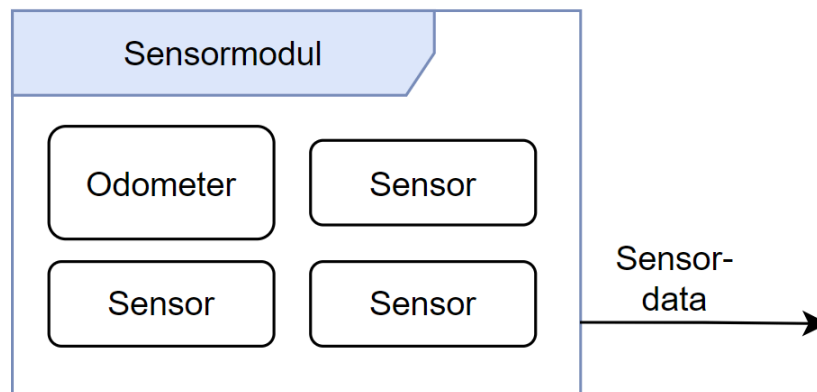 Sensormodul
Odometer
Sensor
Sensor
Sensor
Sensor-
data